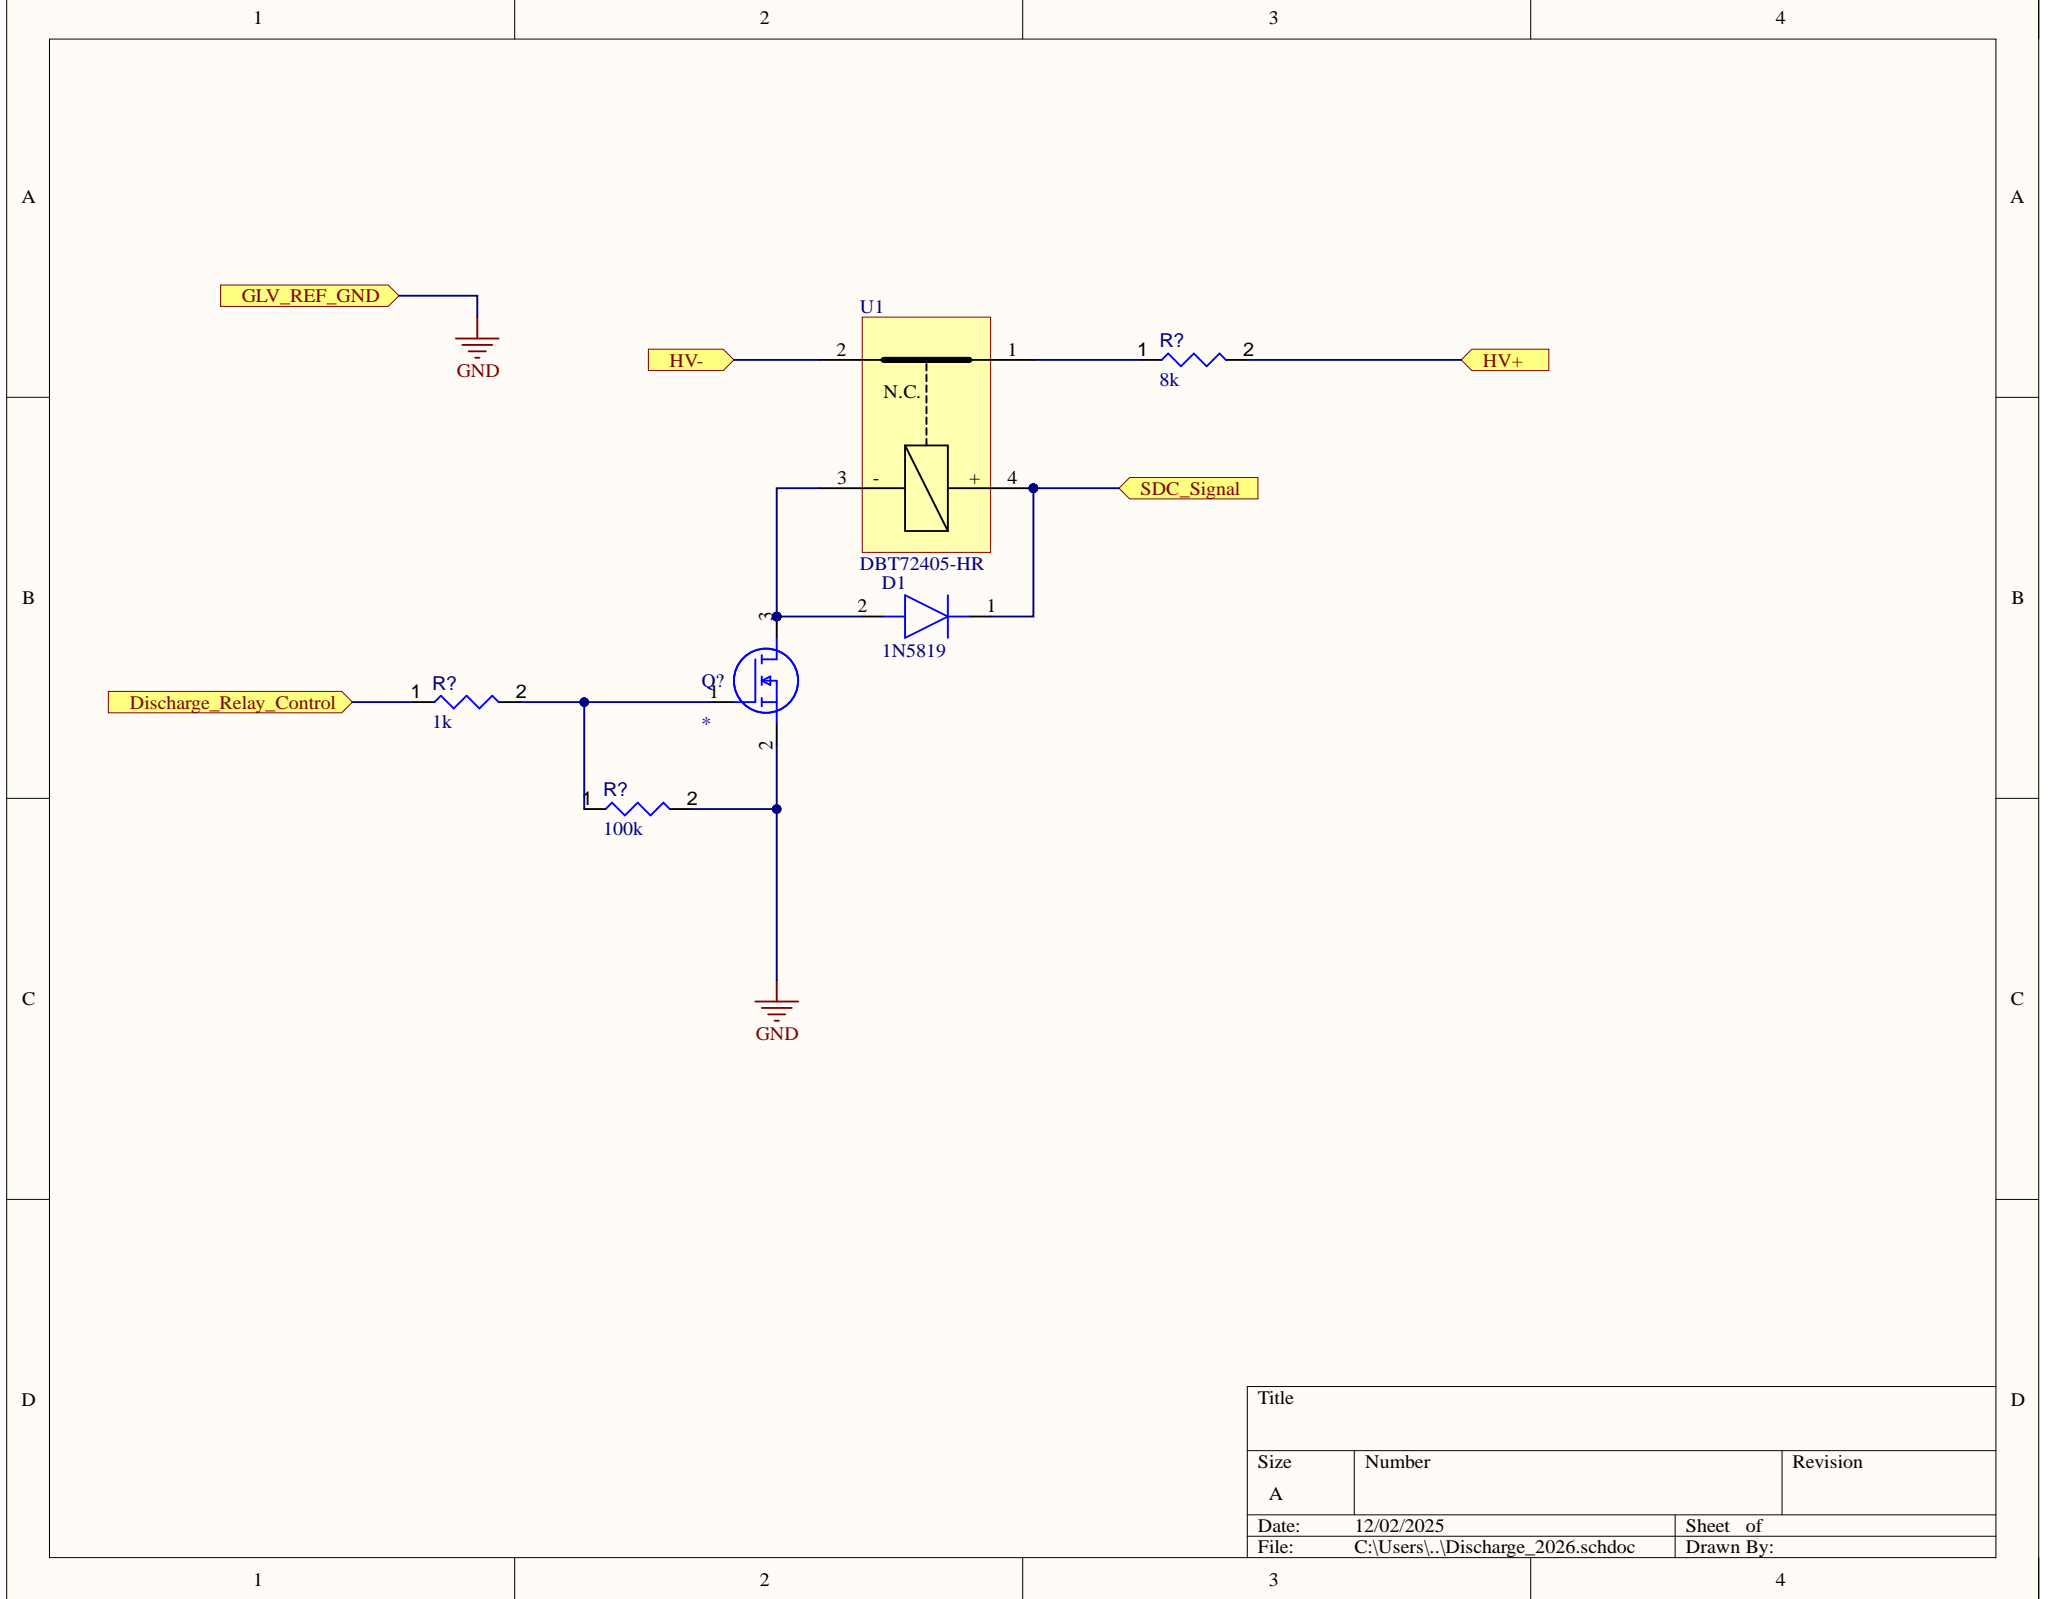 1 2 3 4
A A
GLV_REF_GND
GND
U1
HV- 2 1 1 R? 2 HV+
8k
N.C.
3 - + 4 SDC_Signal
DBT72405-HR
D1
B B
3 2 1
1N5819
Discharge_Relay_Control 1 R? 2 Q? 1
1k *
2
R?
1 2
100k
C C
GND
D D
Title
Size Number Revision
A
Date: 12/02/2025 Sheet of
File: C:\Users\..\Discharge_2026.schdoc Drawn By:
1 2 3 4